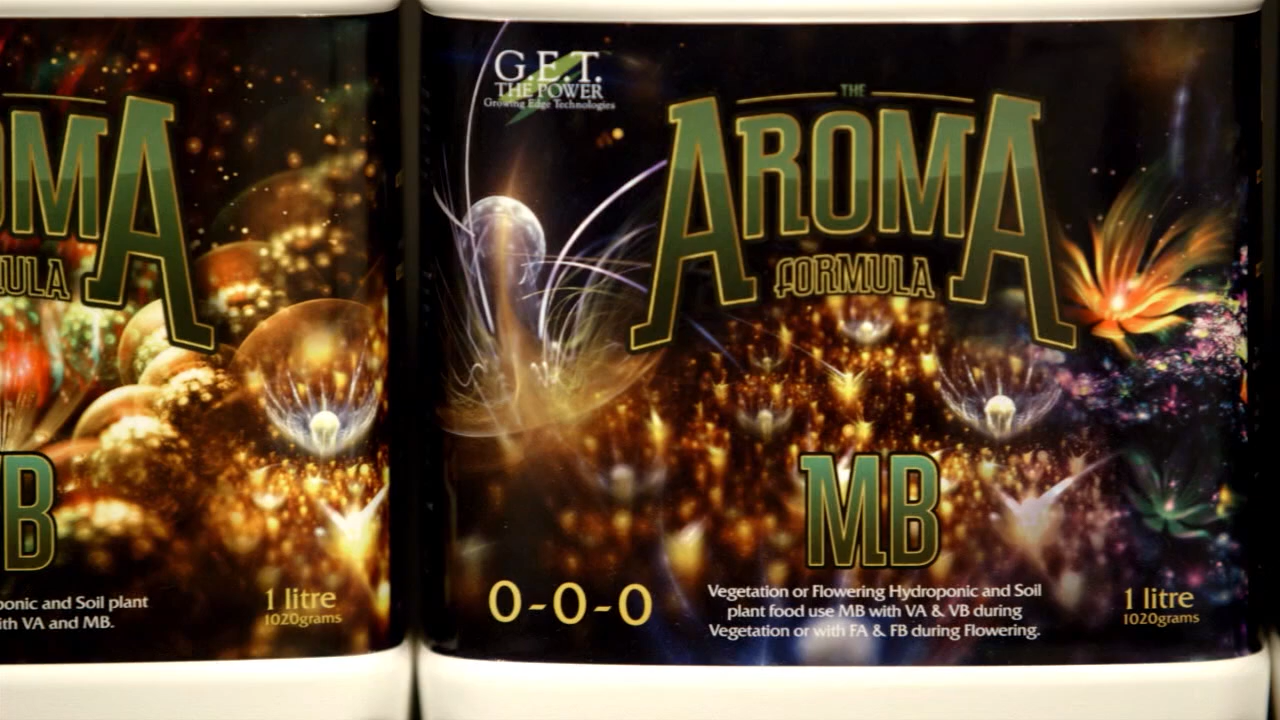 OMA
ULA
B
ponic and Soil plant
ith VA and MB.
1 litre
1020grams
G.E.T.
THE POWER
Growing Edge Technologies
THE
AROMA
FORMULA
MB
0-0-0
Vegetation or Flowering Hydroponic and Soil
plant food use MB with VA & VB during
Vegetation or with FA & FB during Flowering.
1 litre
1020grams